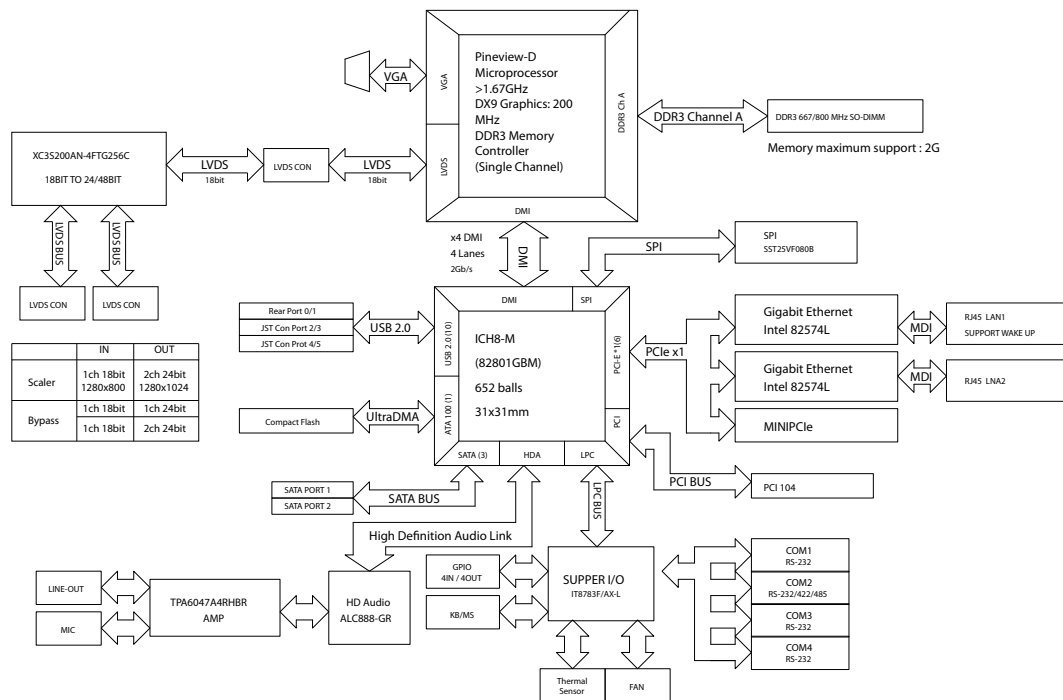 VGA
VGA
Pineview-D
Microprocessor
>1.67GHz
DX9 Graphics: 200
MHz
DDR3 Memory
Controller
(Single Channel)
DDR3 Ch A
DDR3 Channel A
DDR3 667/800 MHz SO-DIMM
Memory maximum support : 2G
XC3S200AN-4FTG256C
18BIT TO 24/48BIT
LVDS
18bit
LVDS CON
LVDS
18bit
LVDS
DMI
LVDS BUS
LVDS BUS
LVDS CON
LVDS CON
x4 DMI
4 Lanes
2Gb/s
DMI
SPI
SPI
SST25VF080B
DMI
SPI
Rear Port 0/1
JST Con Port 2/3
JST Con Prot 4/5
USB 2.0
USB 2.0 (10)
ICH8-M
(82801GBM)
652 balls
31x31mm
PCI-E *1(6)
PCIe x1
Gigabit Ethernet
Intel 82574L
MDI
RJ45 LAN1
SUPPORT WAKE UP
Gigabit Ethernet
Intel 82574L
MDI
RJ45 LNA2
MINIPCIe
IN
OUT
Scaler
1ch 18bit
1280x800
2ch 24bit
1280x1024
Bypass
1ch 18bit
1ch 24bit
1ch 18bit
2ch 24bit
Compact Flash
UltraDMA
ATA 100 (1)
PCI
SATA (3)
HDA
LPC
PCI BUS
PCI 104
SATA PORT 1
SATA PORT 2
SATA BUS
LPC BUS
High Definition Audio Link
LINE-OUT
MIC
TPA6047A4RHBR
AMP
HD Audio
ALC888-GR
GPIO
4IN / 4OUT
KB/MS
SUPPER I/O
IT8783F/AX-L
COM1
RS-232
COM2
RS-232/422/485
COM3
RS-232
COM4
RS-232
Thermal
Sensor
FAN